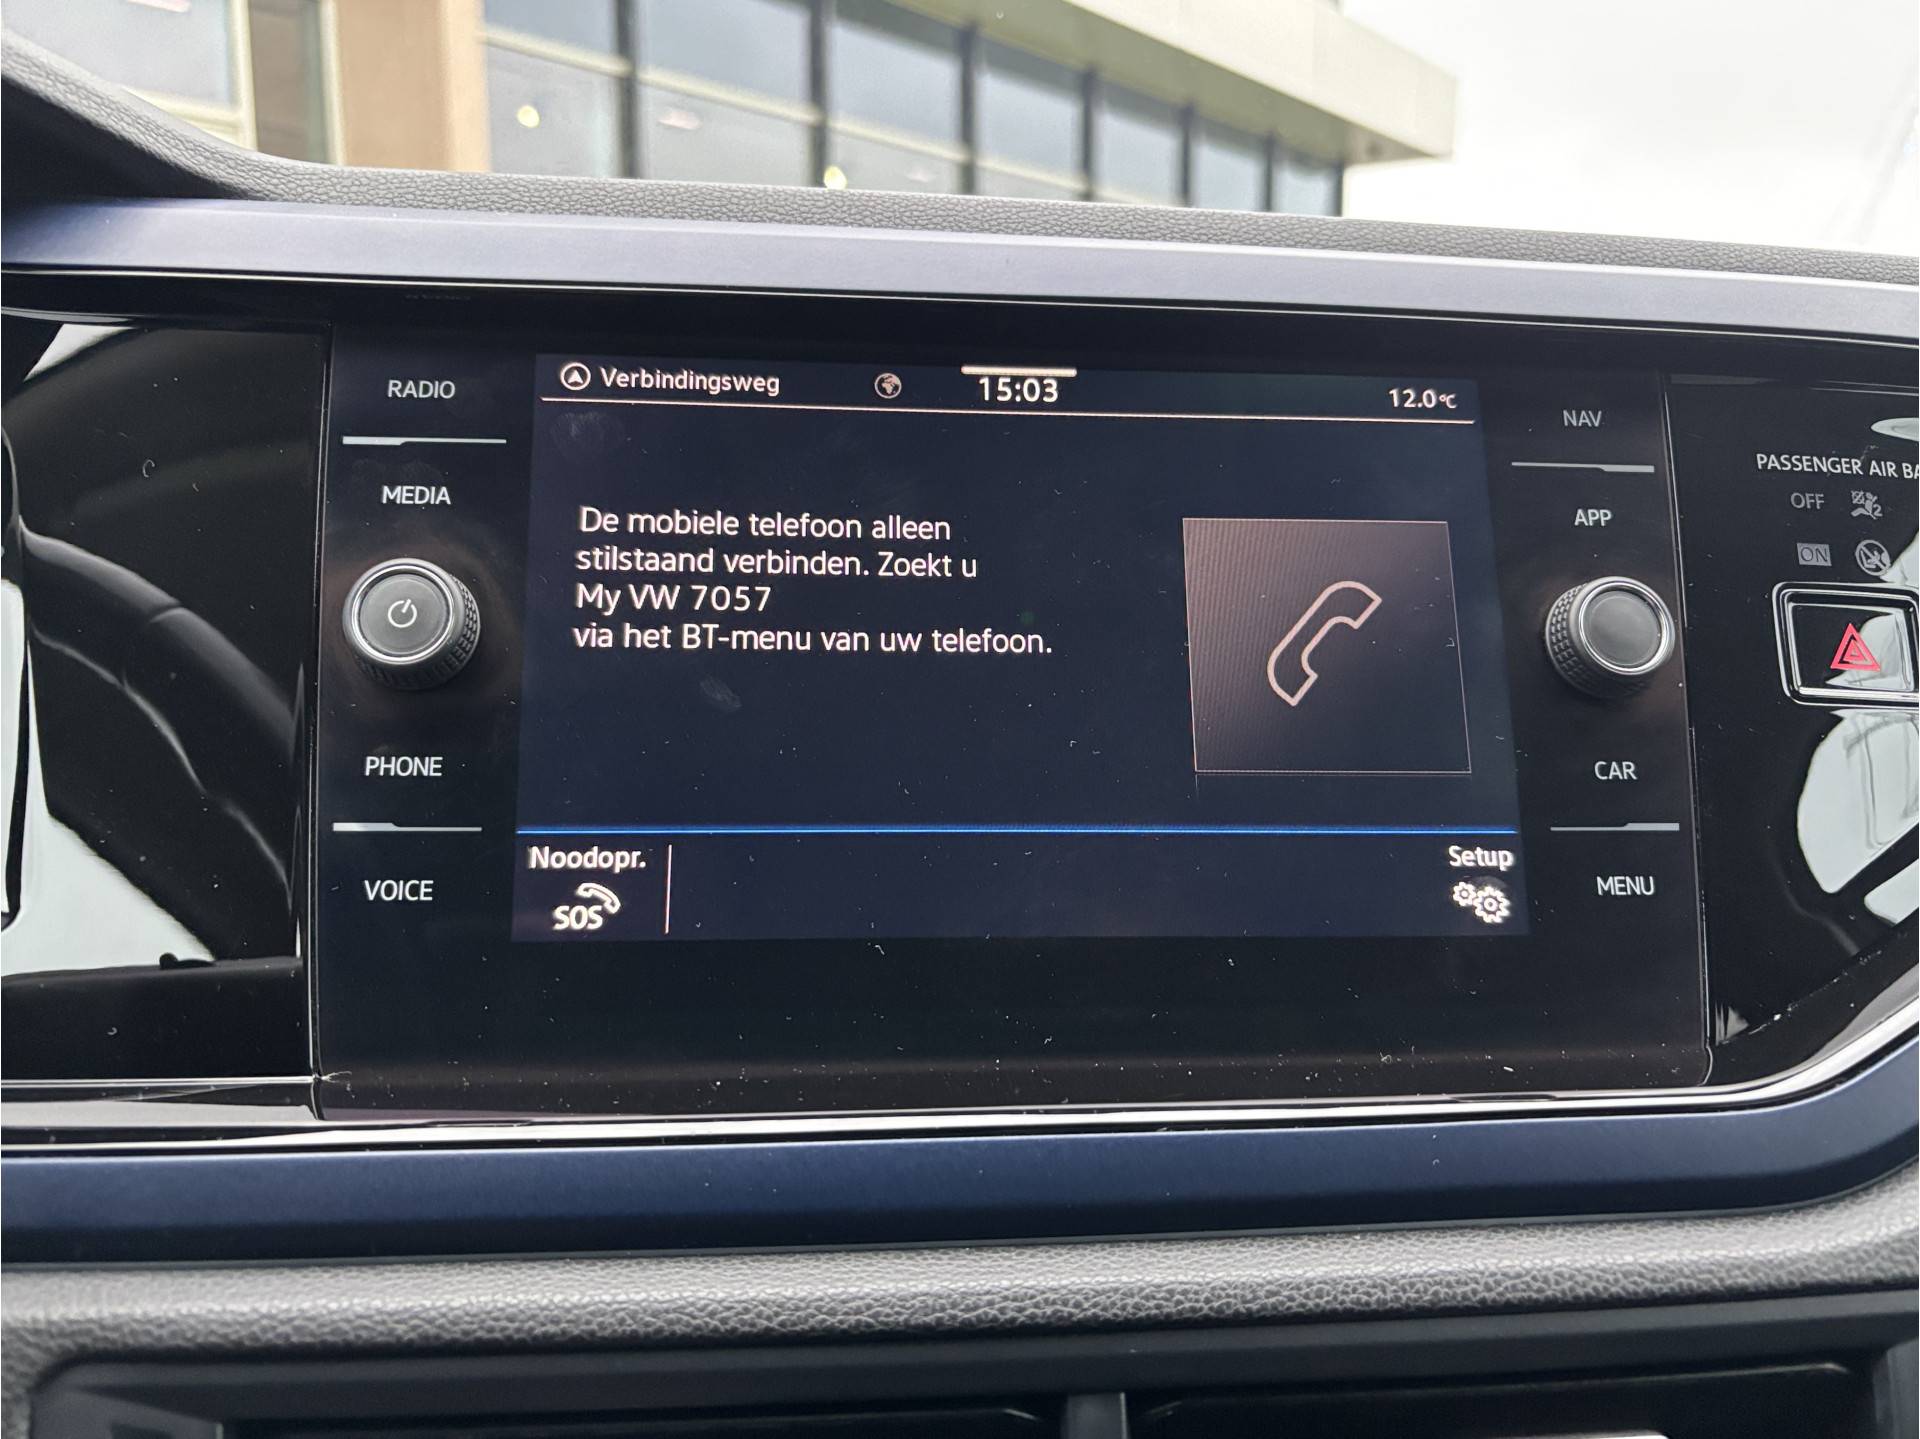 RADIO
MEDIA
PHONE
VOICE
Verbindingsweg
15:03
12.0°C
De mobiele telefoon alleen
stilstaand verbinden. Zoekt u
My VW 7057
via het BT-menu van uw telefoon.
Noodopr.
SOS
Setup
NAV
APP
CAR
MENU
PASSENGER AIR BA
OFF
2
ON